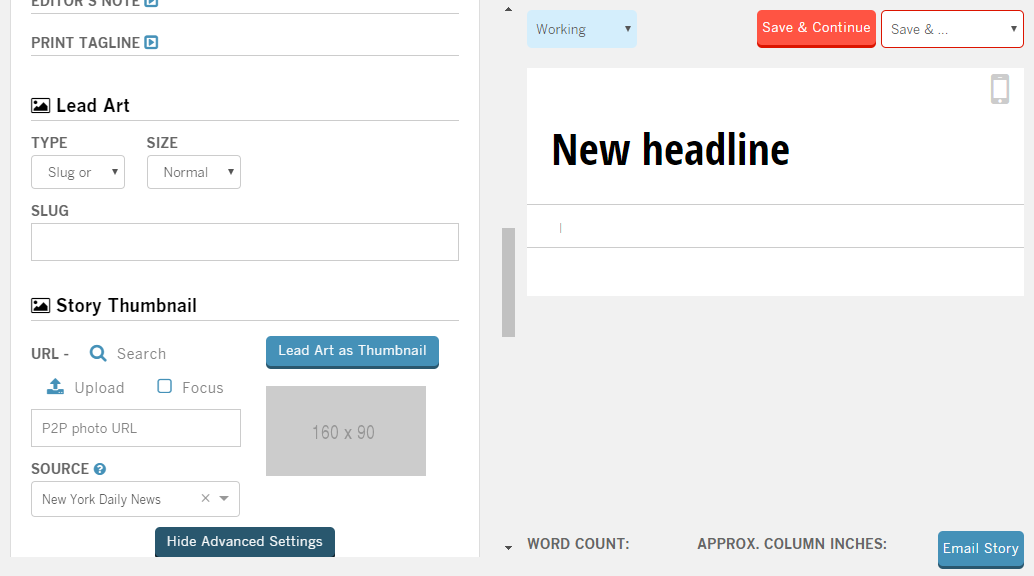 EDITOR'S NOTE
PRINT TAGLINE
Lead Art
TYPE
SIZE
Slug or
Normal
SLUG
Story Thumbnail
URL -
Search
Lead Art as Thumbnail
Upload
Focus
P2P photo URL
160 x 90
SOURCE ?
New York Daily News ×
Hide Advanced Settings
Working
Save & Continue
Save & ...
New headline
WORD COUNT:
APPROX. COLUMN INCHES:
Email Story